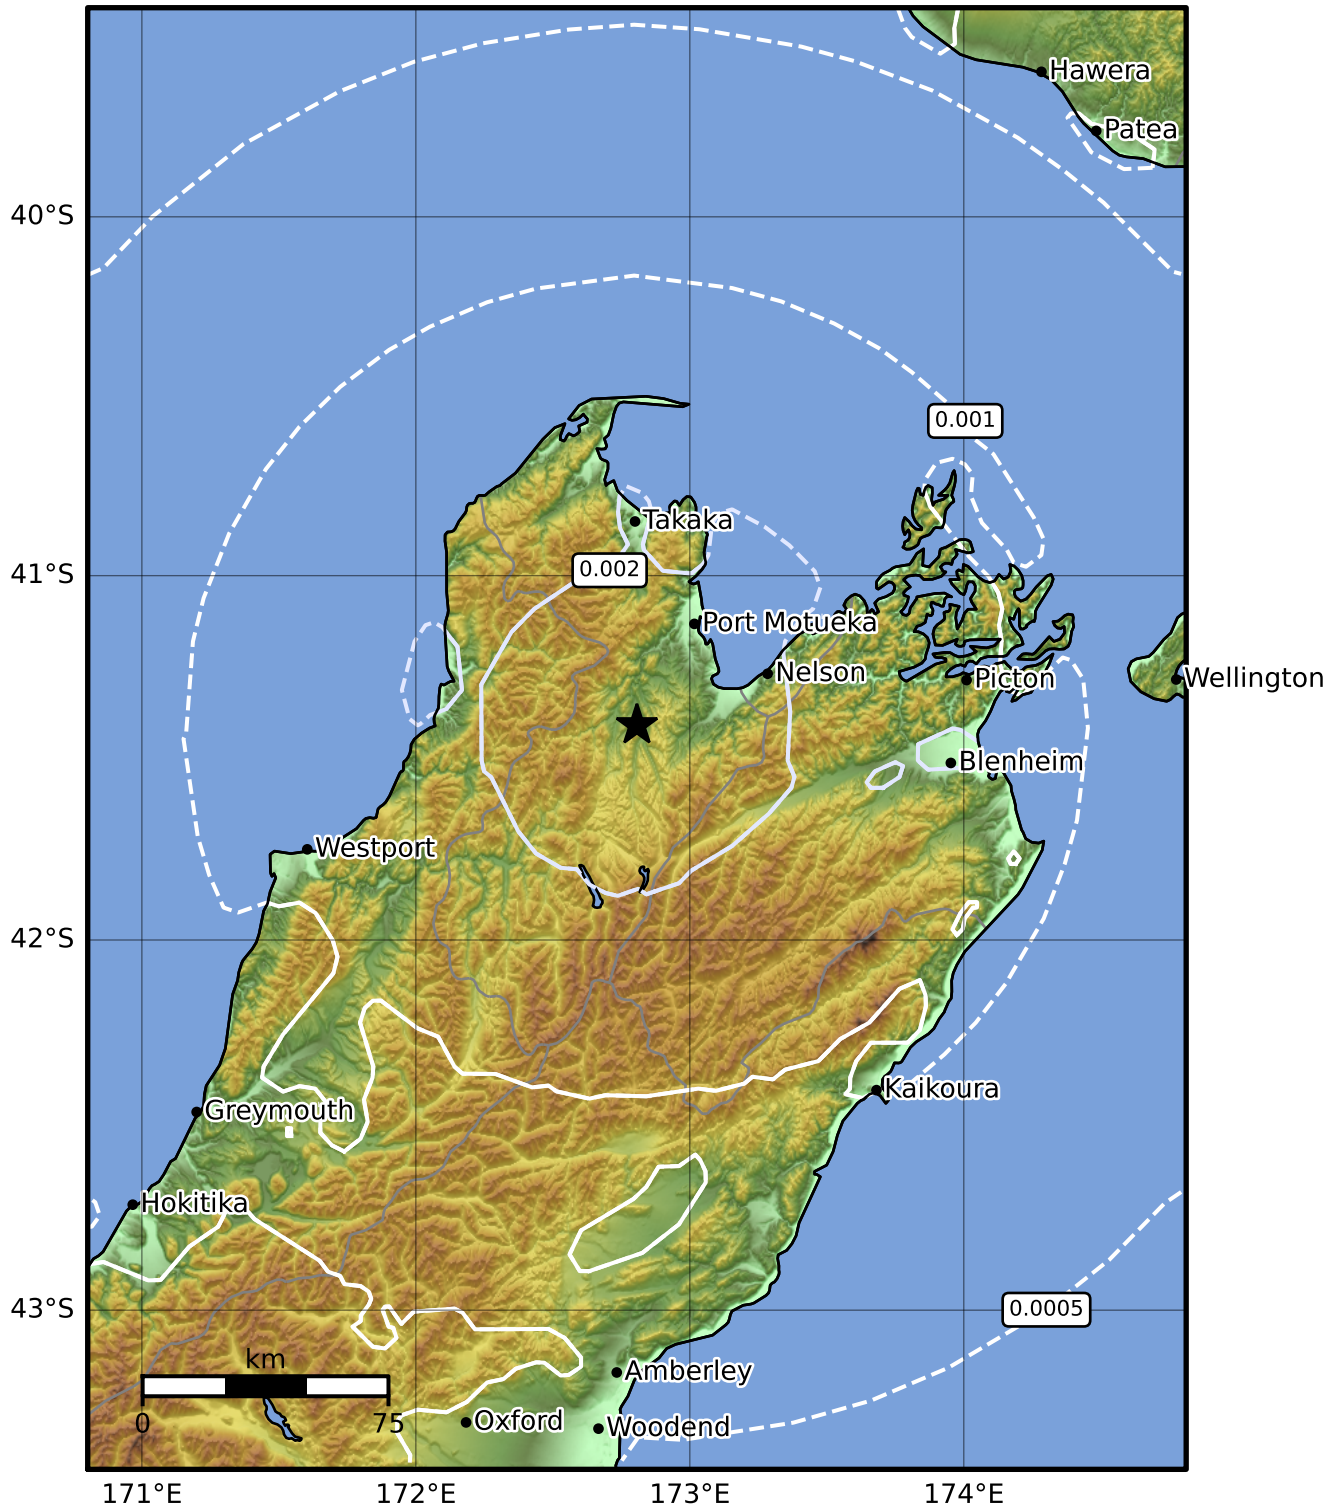 Hawera
Patea
40°S
0.001
Takaka
0.002
41°S
Port Motueka
Nelson
Picton
Wellington
Blenheim
Westport
42°S
Kaikoura
Greymouth
Hokitika
43°S
0.0005
km
Amberley
0
75
Oxford
Woodend
171°E
172°E
173°E
174°E